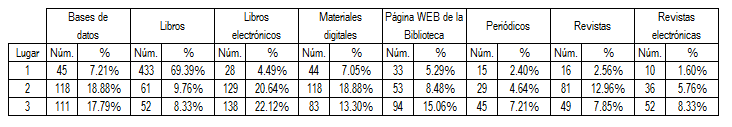 Bases de datos Libros Libros electrónicos Materiales digitales Página WEB de la Biblioteca Periódicos Revistas Revistas electrónicas
Lugar Núm. % Núm. % Núm. % Núm. % Núm. % Núm. % Núm. % Núm. %
1 45 7.21% 433 69.39% 28 4.49% 44 7.05% 33 5.29% 15 2.40% 16 2.56% 10 1.60%
2 118 18.88% 61 9.76% 129 20.64% 118 18.88% 53 8.48% 29 4.64% 81 12.96% 36 5.76%
3 111 17.79% 52 8.33% 138 22.12% 83 13.30% 94 15.06% 45 7.21% 49 7.85% 52 8.33%